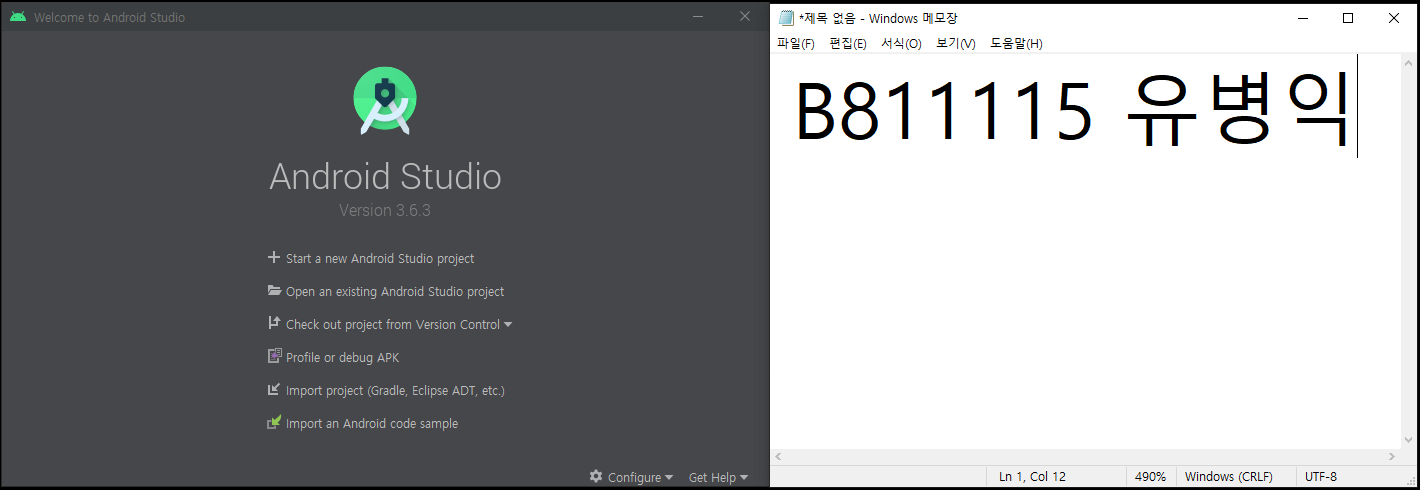 Welcome to Android Studio
Android Studio
Version 3.6.3
Start a new Android Studio project
Open an existing Android Studio project
Check out project from Version Control
Profile or debug APK
Import project (Gradle, Eclipse ADT, etc.)
Import an Android code sample
Configure Get Help
*제목 없음 - Windows 메모장
파일(F) 편집(E) 서식(O) 보기(V) 도움말(H)
B811115 유병익
Ln 1, Col 12 490% Windows (CRLF) UTF-8